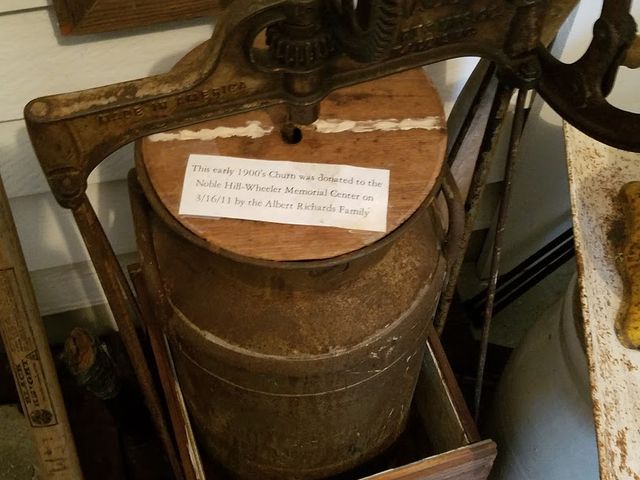 MADE IN AMERICA
This early 1900's Churn was donated to the
Noble Hill-Wheeler Memorial Center on
3/16/11 by the Albert Richards Family
BLACK